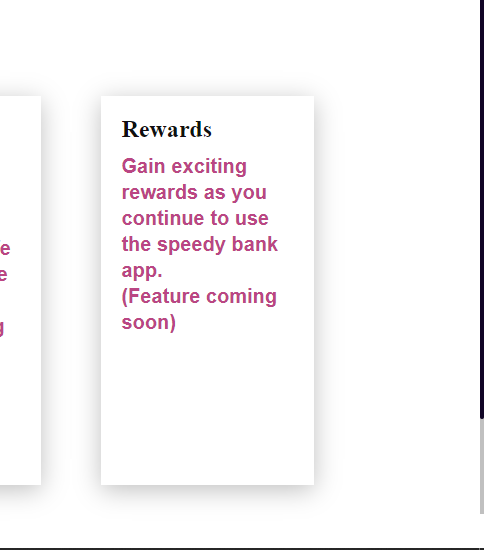 Rewards
Gain exciting
rewards as you
continue to use
the speedy bank
app.
(Feature coming
soon)